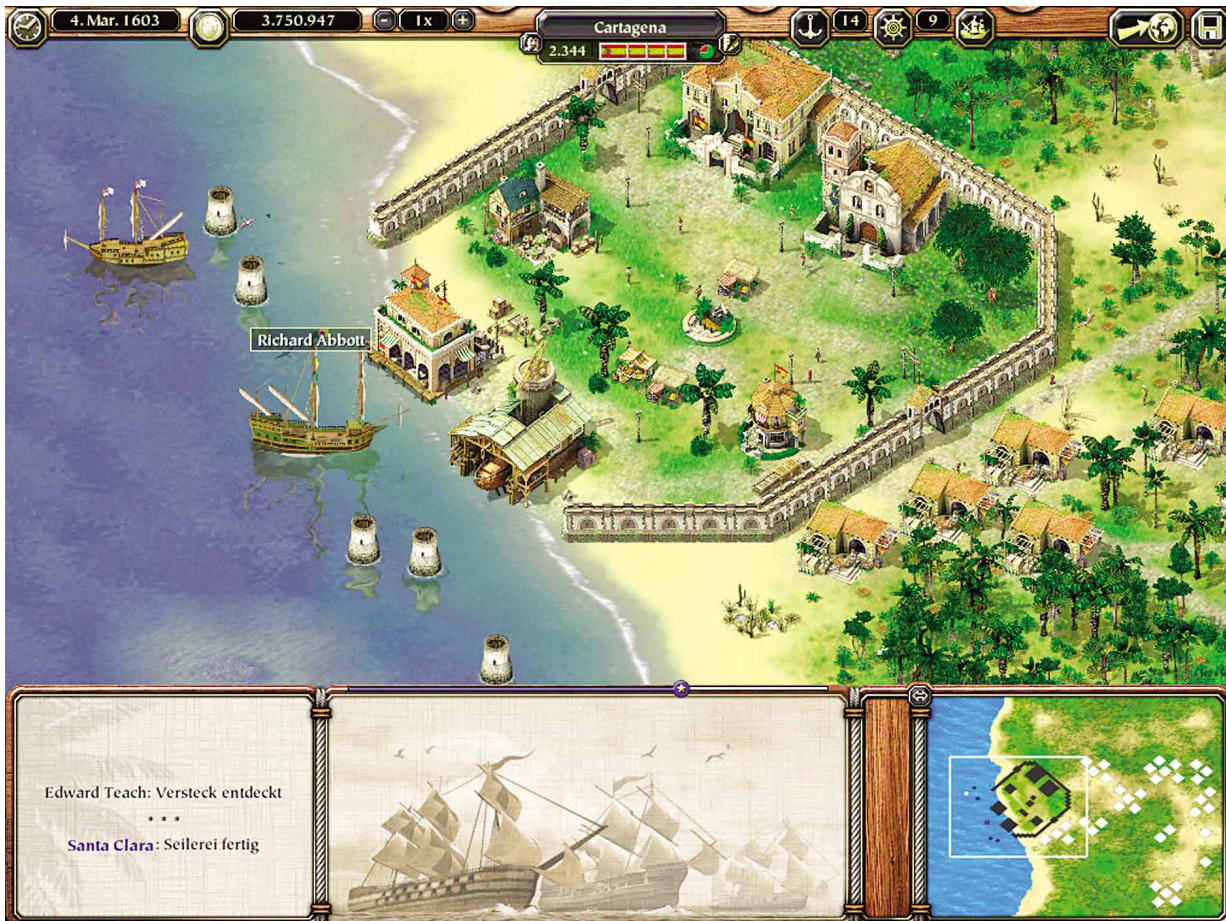 4. Mar. 1603
3.750.947
1x
Cartagena
2.344
14
9
Richard Abbott
Edward Teach: Versteck entdeckt
* * *
Santa Clara: Seilerei fertig